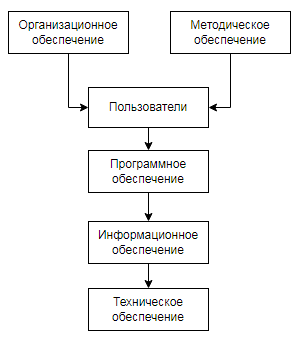 Организационное
обеспечение
Методическое
обеспечение
Пользователи
Программное
обеспечение
Информационное
обеспечение
Техническое
обеспечение